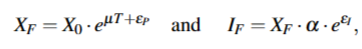 X_F = X_0 · e^{μT+ε_P} and I_F = X_F · α · e^{ε_I},